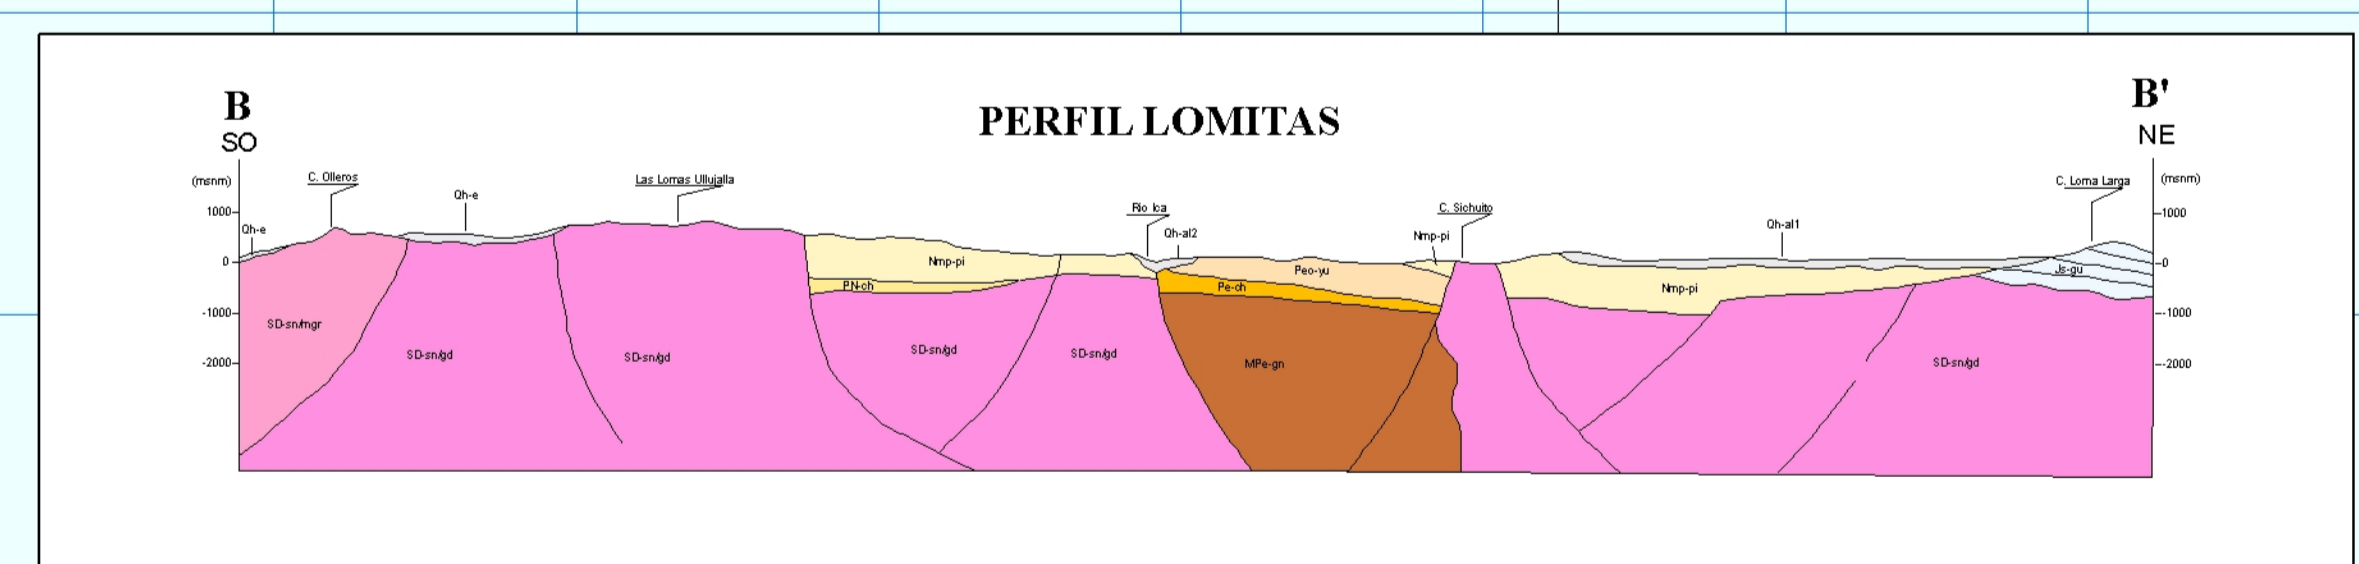 B
B'
PERFIL LOMITAS
SO
NE
(msnm)
C. Olleros
Qh-e
Las Lomas Ullujalla
Rio Ica
C. Sichuito
C. Loma Larga
(msnm)
1000
Qh-e
Qh-al2
Nmp-pi
Qh-al1
1000
0
Nmp-pi
Peo-yu
Js-gu
0
PN-ch
Pe-ch
Nmp-pi
-1000
SD-sn/mgr
-1000
-2000
SD-sn/gd
SD-sn/gd
SD-sn/gd
SD-sn/gd
MPe-gn
SD-sn/gd
-2000